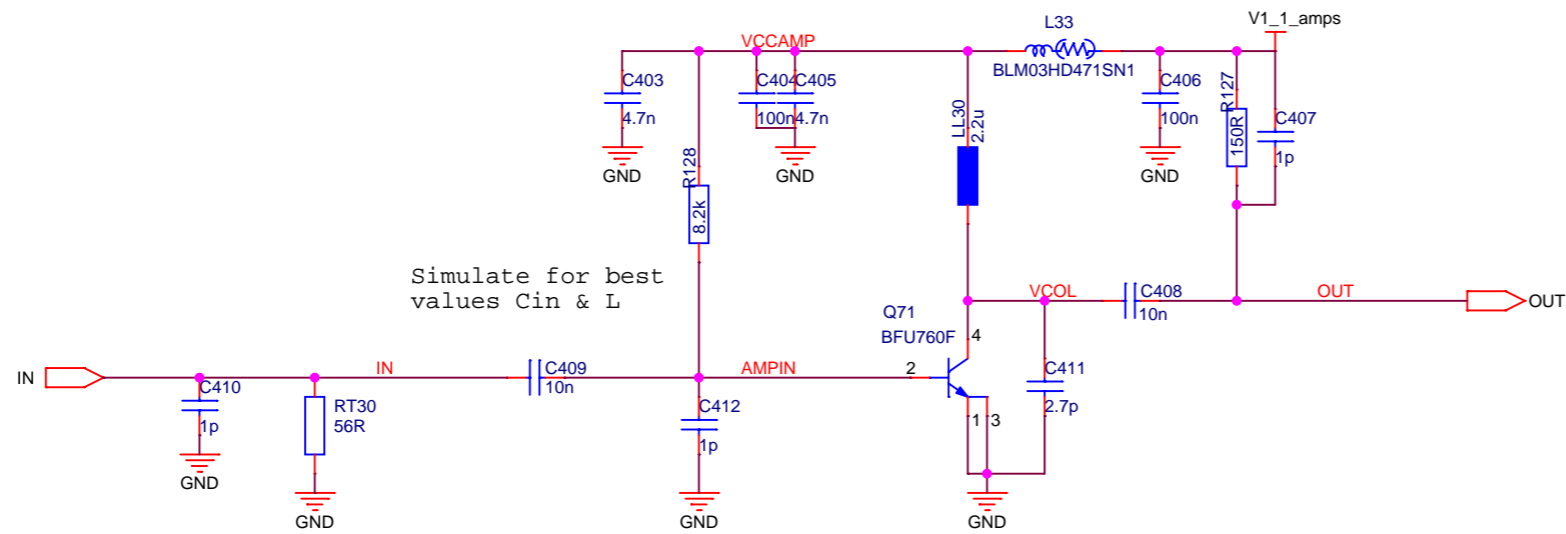 L33
V1_1_amps
VCCAMP
BLM03HD471SN1
C403
4.7n
GND
R128
8.2k
C404
100n
C405
4.7n
GND
LL30
2.2u
C406
100n
GND
R127
150R
C407
1p
Simulate for best
values Cin & L
Q71
BFU760F
4
2
1
3
VCOL
C408
10n
OUT
OUT
IN
IN
C410
1p
GND
RT30
56R
GND
C409
10n
AMPIN
C412
1p
GND
C411
2.7p
GND